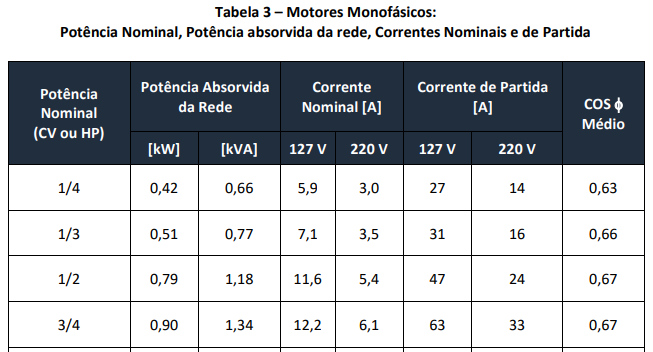 Tabela 3 – Motores Monofásicos:
Potência Nominal, Potência absorvida da rede, Correntes Nominais e de Partida
Potência Nominal (CV ou HP) Potência Absorvida da Rede Corrente Nominal [A] Corrente de Partida [A] COS ϕ Médio
[kW] [kVA] 127 V 220 V 127 V 220 V
1/4 0,42 0,66 5,9 3,0 27 14 0,63
1/3 0,51 0,77 7,1 3,5 31 16 0,66
1/2 0,79 1,18 11,6 5,4 47 24 0,67
3/4 0,90 1,34 12,2 6,1 63 33 0,67